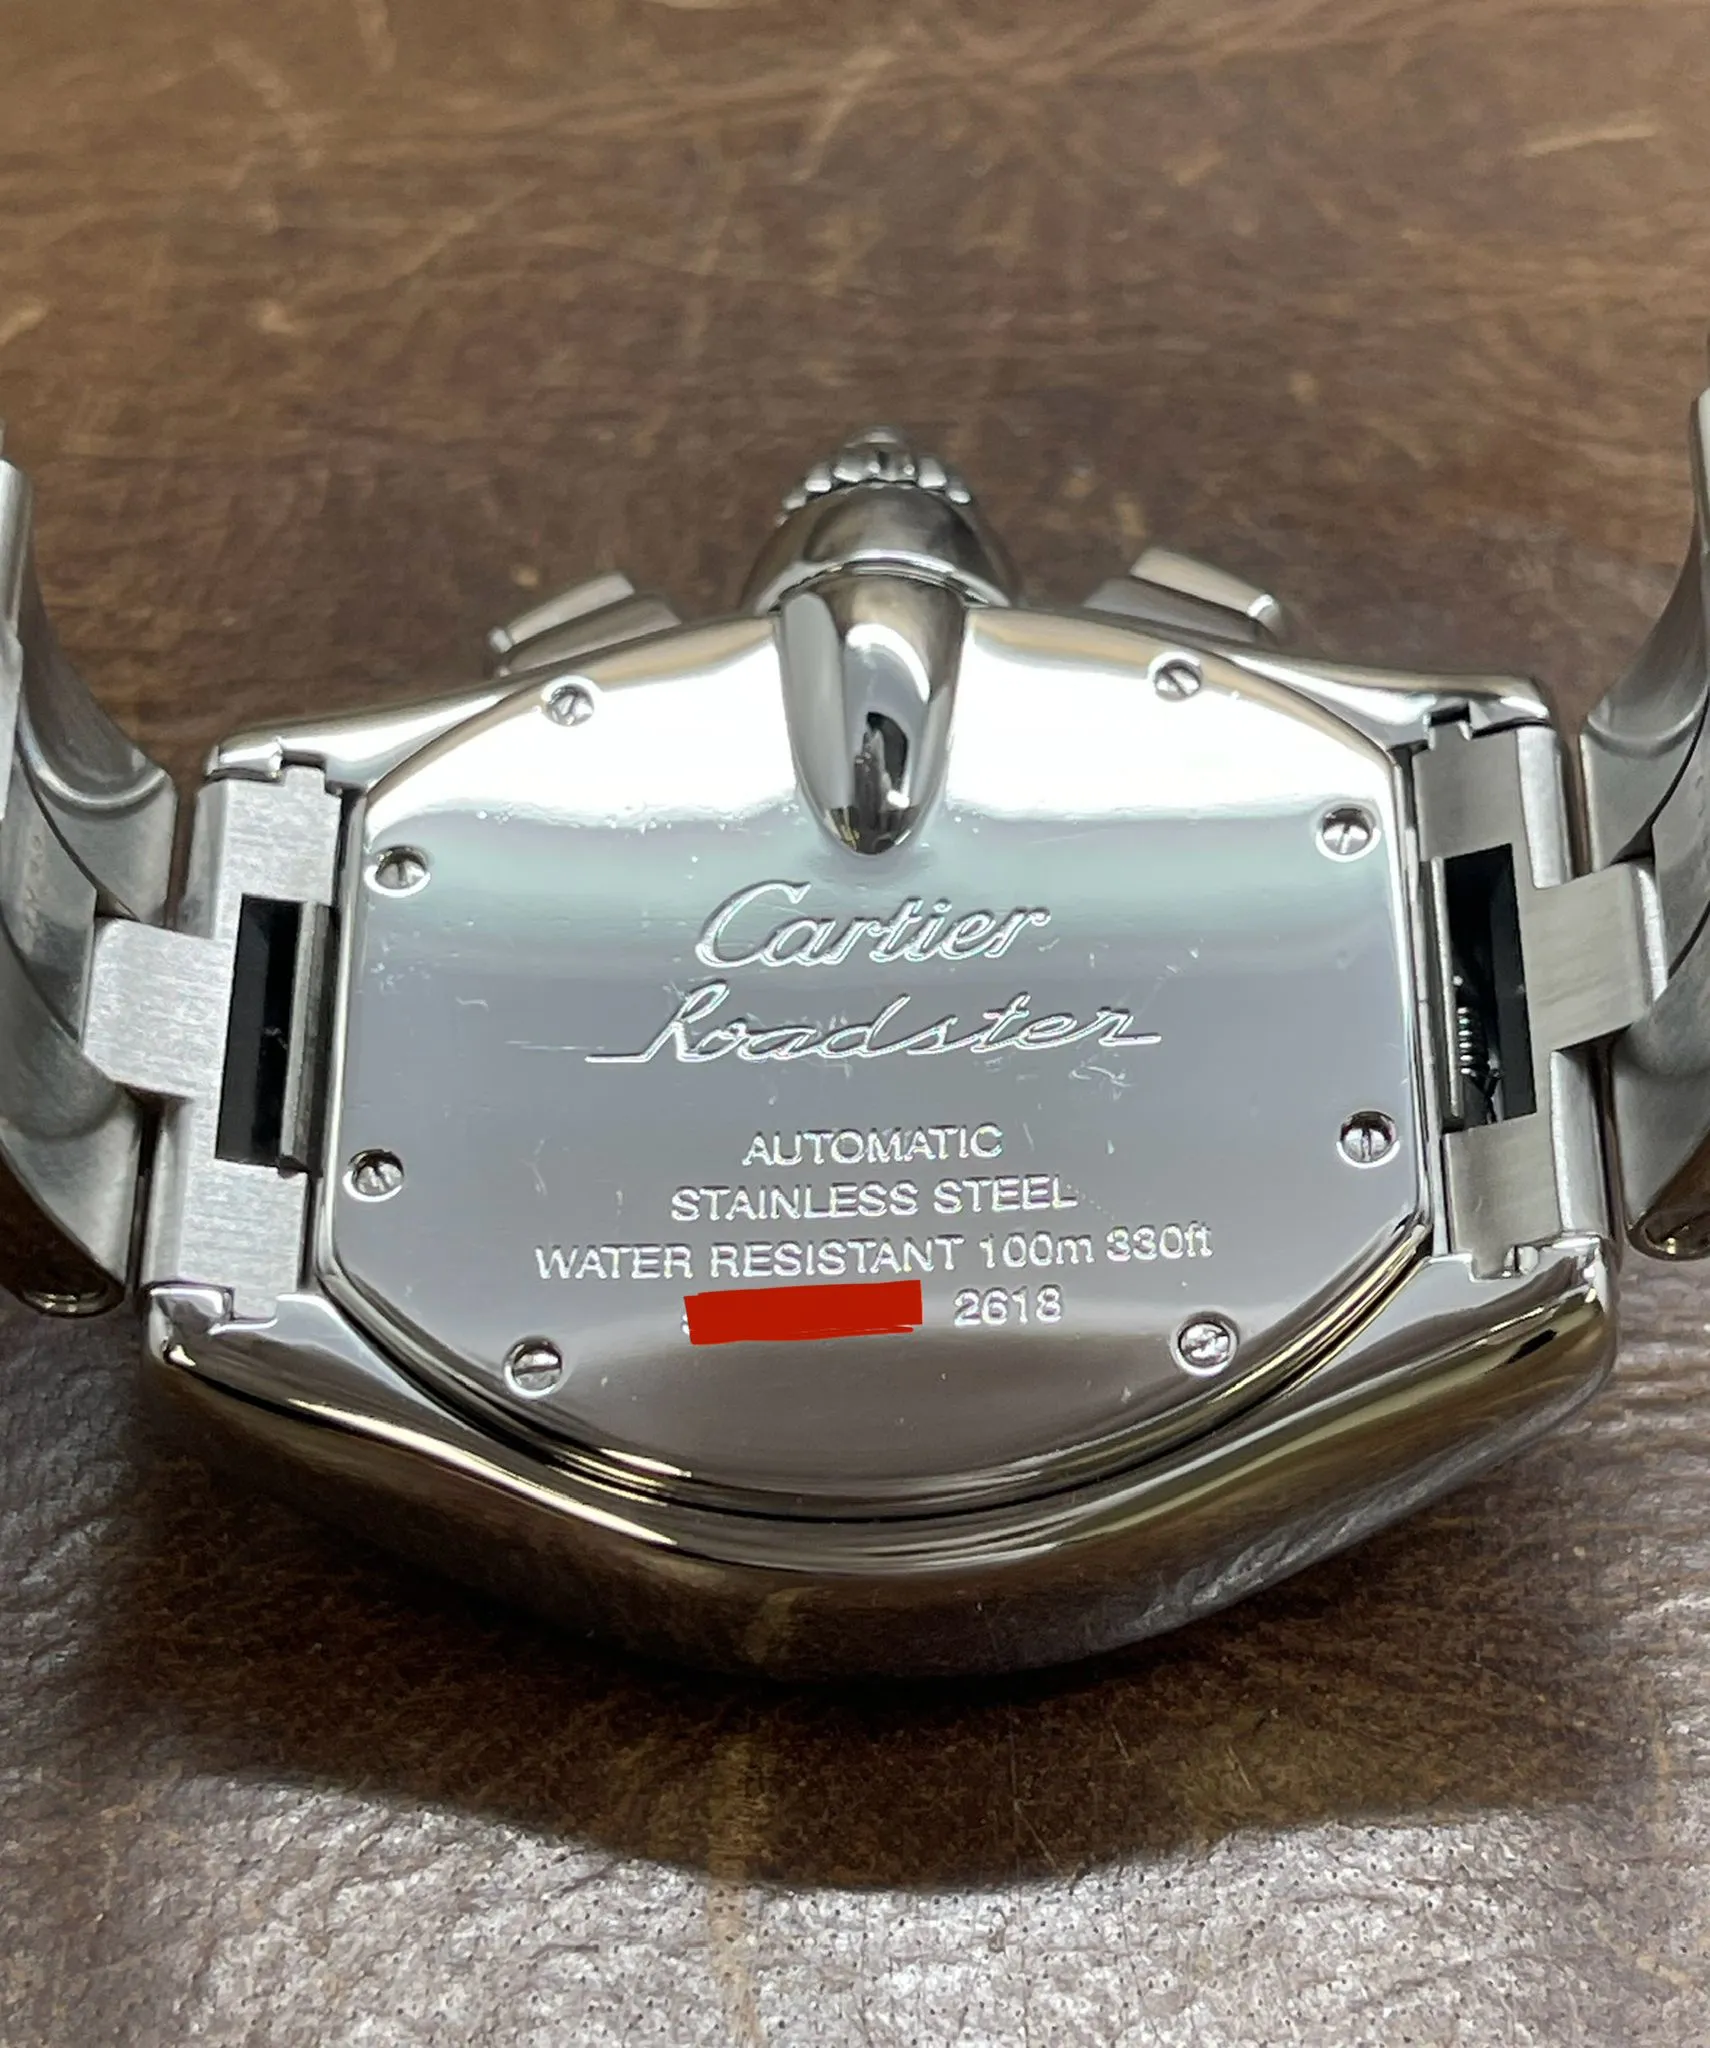 Cartier
Roadster
AUTOMATIC
STAINLESS STEEL
WATER RESISTANT 100m 330ft
2618